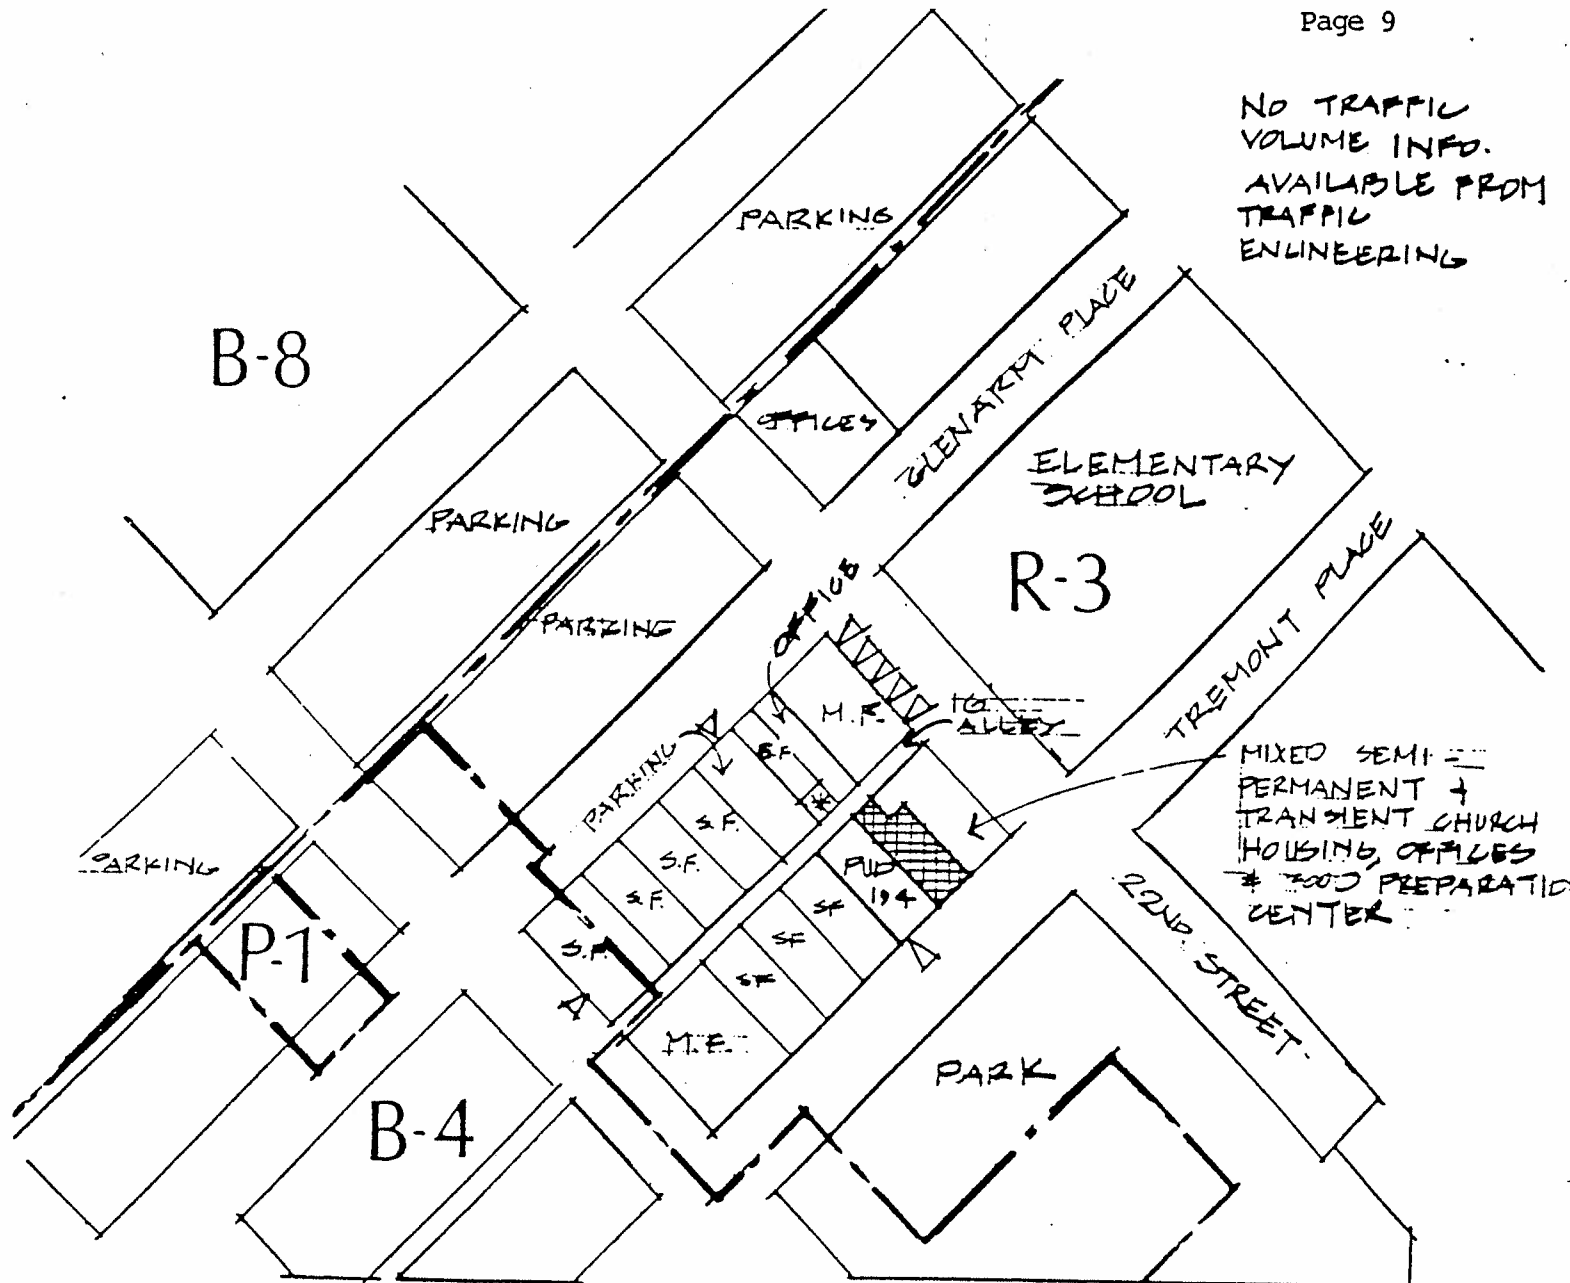 Page 9
NO TRAFFIC
VOLUME INFO.
AVAILABLE FROM
TRAFFIC
ENGINEERING
PARKING
B-8
GLENARM PLACE
OFFICES
ELEMENTARY
SCHOOL
PARKING
R-3
TREMONT PLACE
OFFICE
PARKING
M.F.
TO
ALLEY
PARKING
S.F.
MIXED SEMI-
PERMANENT &
TRANSIENT CHURCH
HOUSING, OFFICES
& FOOD PREPARATIO
CENTER
*
S.F.
PARKING
S.F.
PUD
194
S.F.
SF
22ND. STREET
P-1
S.F.
SF
SF
M.F.
PARK
B-4